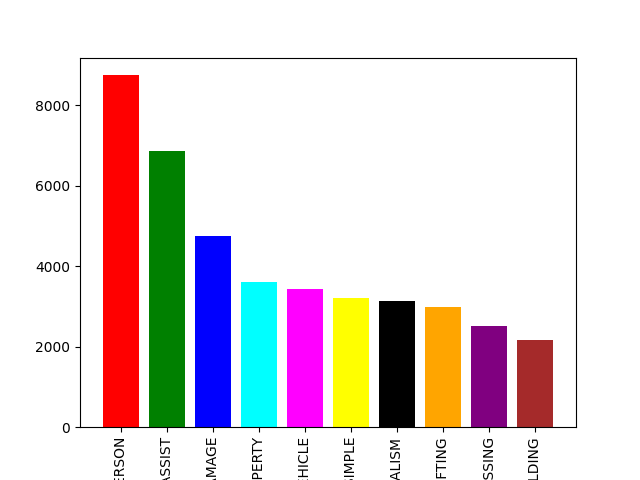 8000
6000
4000
2000
0
ERSON
ASSIST
MAGE
PERTY
HICLE
IMPLE
ALISM
FTING
SSING
LDING